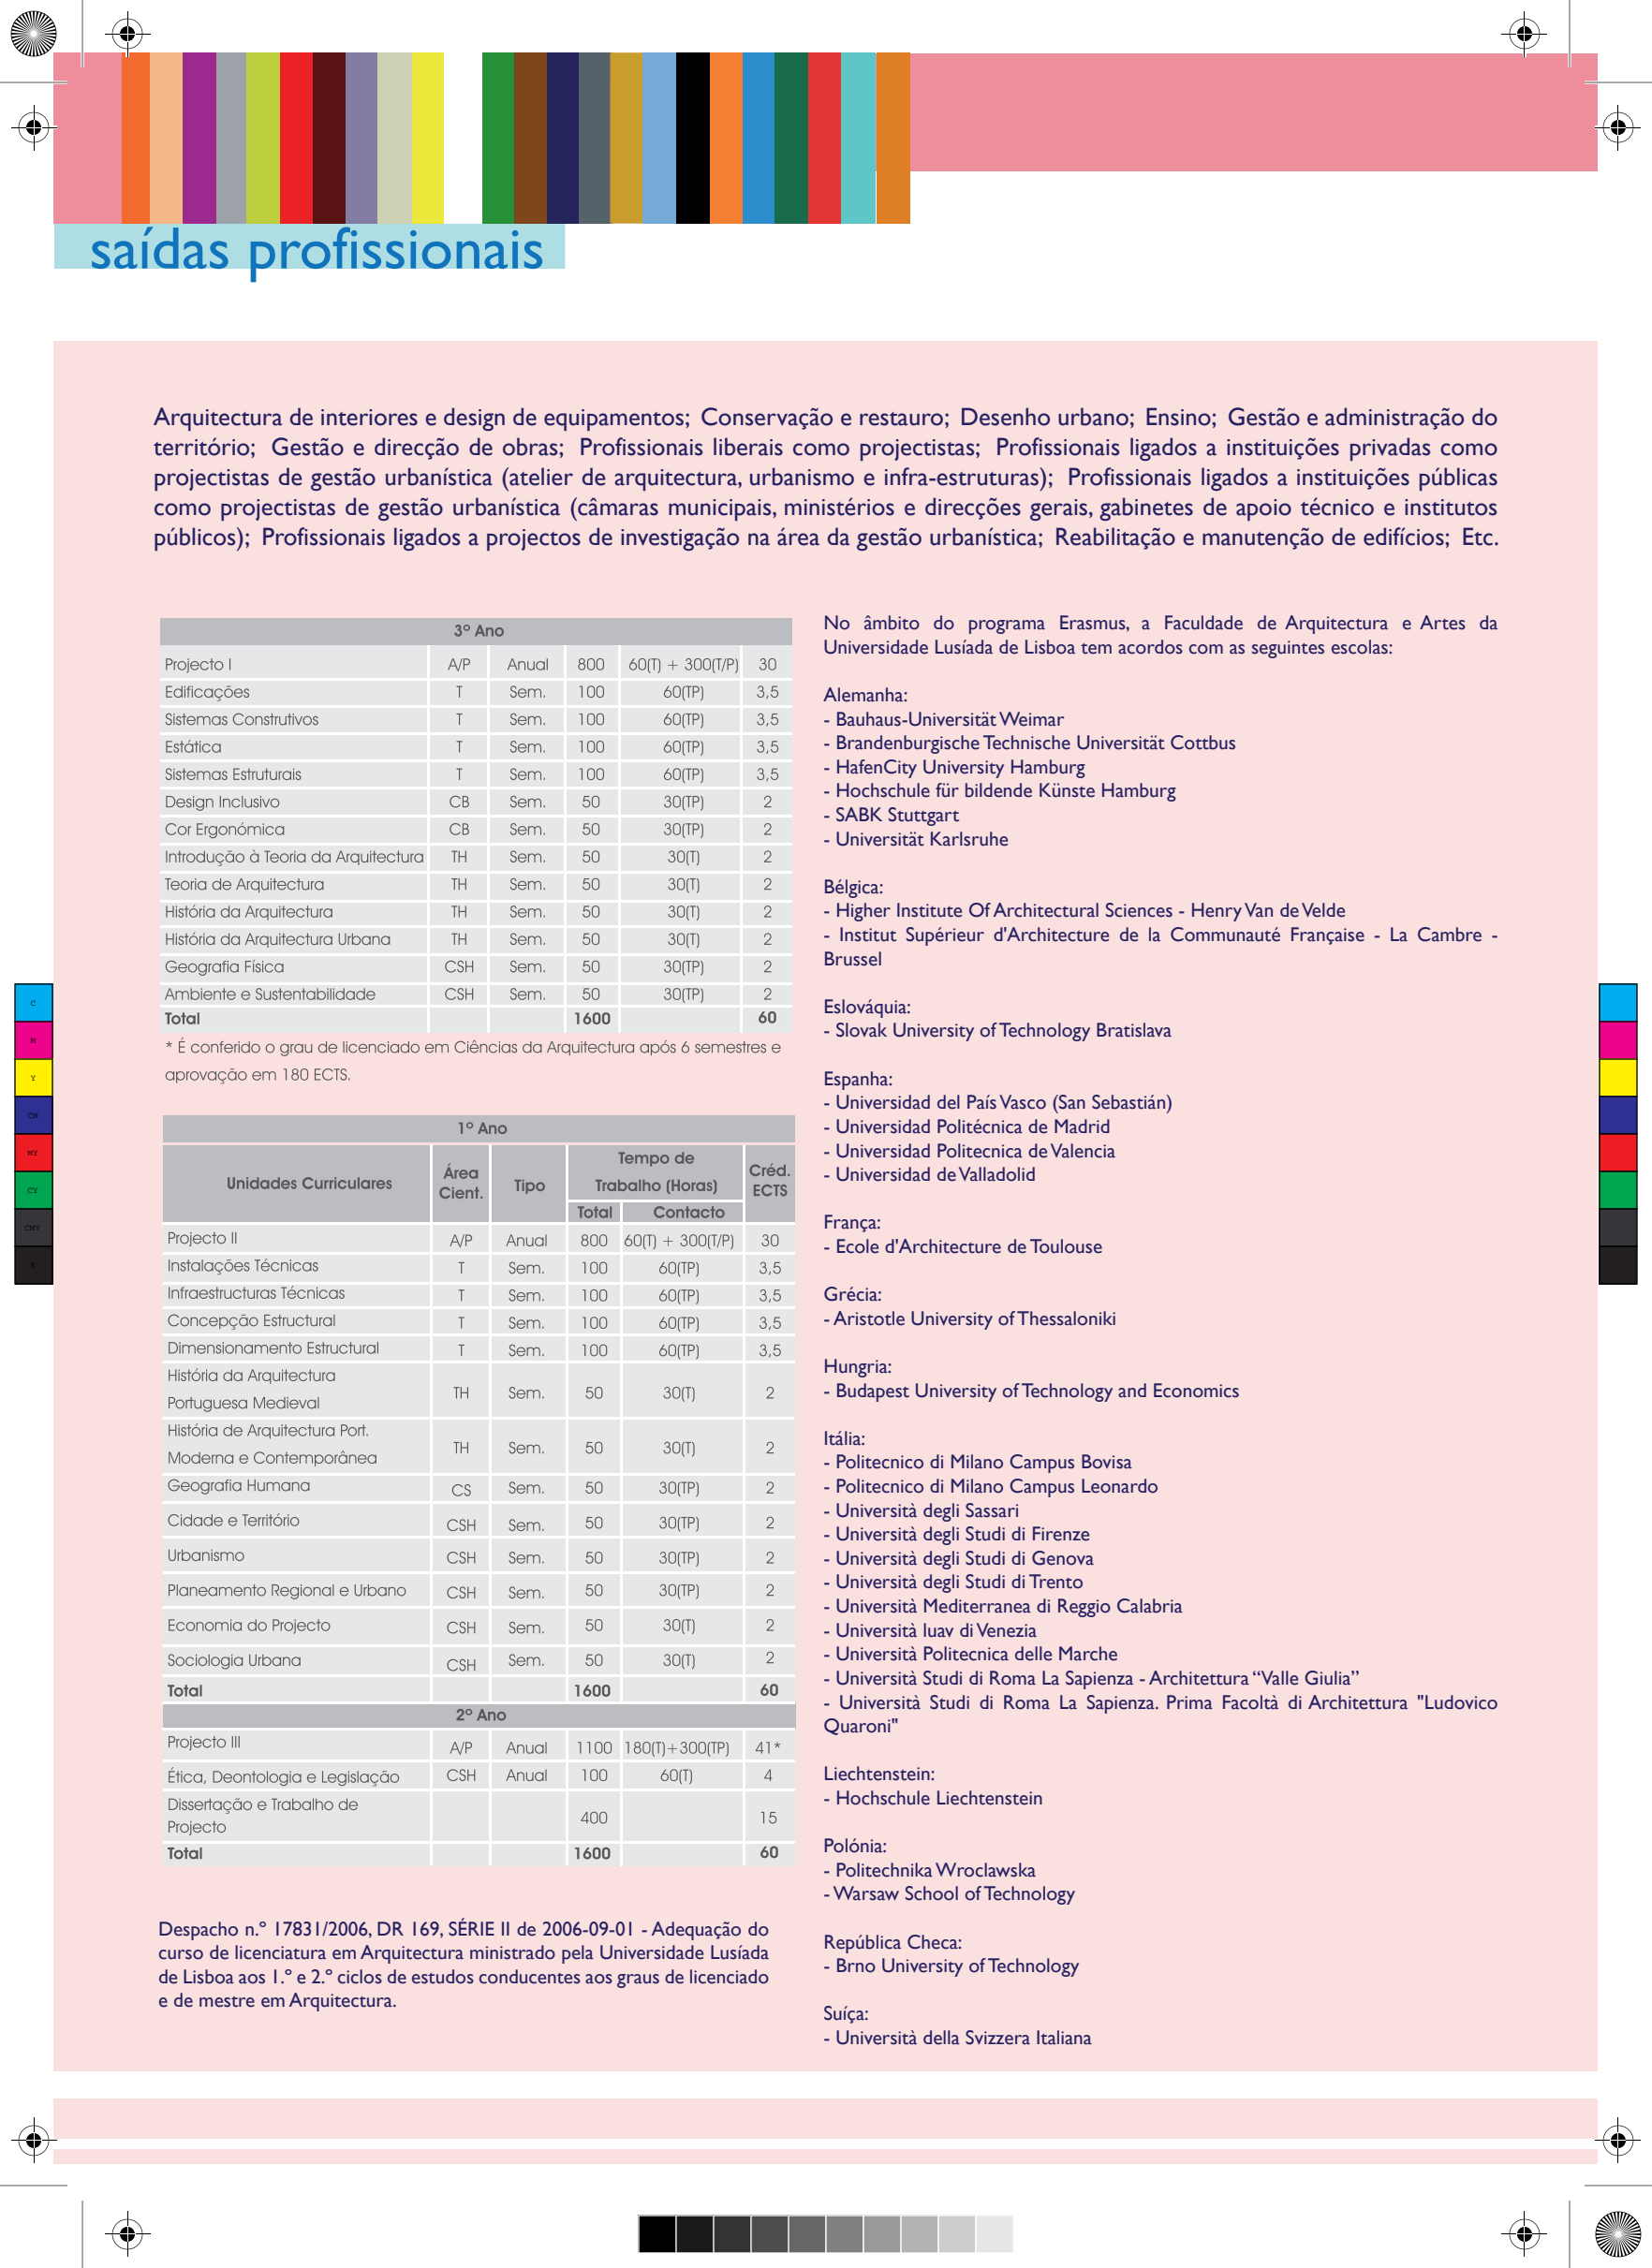 saídas profissionais
Arquitectura de interiores e design de equipamentos; Conservação e restauro; Desenho urbano; Ensino; Gestão e administração do
território; Gestão e direcção de obras; Profissionais liberais como projectistas; Profissionais ligados a instituições privadas como
projectistas de gestão urbanística (atelier de arquitectura, urbanismo e infra-estruturas); Profissionais ligados a instituições públicas
como projectistas de gestão urbanística (câmaras municipais, ministérios e direcções gerais, gabinetes de apoio técnico e institutos
públicos); Profissionais ligados a projectos de investigação na área da gestão urbanística; Reabilitação e manutenção de edifícios; Etc.
3º Ano
Projecto I A/P Anual 800 60(T) + 300(T/P) 30
Edificações T Sem. 100 60(TP) 3,5
Sistemas Construtivos T Sem. 100 60(TP) 3,5
Estática T Sem. 100 60(TP) 3,5
Sistemas Estruturais T Sem. 100 60(TP) 3,5
Design Inclusivo CB Sem. 50 30(TP) 2
Cor Ergonómica CB Sem. 50 30(TP) 2
Introdução à Teoria da Arquitectura TH Sem. 50 30(T) 2
Teoria de Arquitectura TH Sem. 50 30(T) 2
História da Arquitectura TH Sem. 50 30(T) 2
História da Arquitectura Urbana TH Sem. 50 30(T) 2
Geografia Física CSH Sem. 50 30(TP) 2
Ambiente e Sustentabilidade CSH Sem. 50 30(TP) 2
Total 1600 60
* É conferido o grau de licenciado em Ciências da Arquitectura após 6 semestres e
aprovação em 180 ECTS.
1º Ano
Unidades Curriculares Área Cient. Tipo Tempo de Trabalho (Horas) Créd. ECTS
Total Contacto
Projecto II A/P Anual 800 60(T) + 300(T/P) 30
Instalações Técnicas T Sem. 100 60(TP) 3,5
Infraestructuras Técnicas T Sem. 100 60(TP) 3,5
Concepção Estructural T Sem. 100 60(TP) 3,5
Dimensionamento Estructural T Sem. 100 60(TP) 3,5
História da Arquitectura
Portuguesa Medieval TH Sem. 50 30(T) 2
História de Arquitectura Port.
Moderna e Contemporânea TH Sem. 50 30(T) 2
Geografia Humana CS Sem. 50 30(TP) 2
Cidade e Território CSH Sem. 50 30(TP) 2
Urbanismo CSH Sem. 50 30(TP) 2
Planeamento Regional e Urbano CSH Sem. 50 30(TP) 2
Economia do Projecto CSH Sem. 50 30(T) 2
Sociologia Urbana CSH Sem. 50 30(T) 2
Total 1600 60
2º Ano
Projecto III A/P Anual 1100 180(T)+300(TP) 41*
Ética, Deontologia e Legislação CSH Anual 100 60(T) 4
Dissertação e Trabalho de
Projecto 400 15
Total 1600 60
Despacho n.º 17831/2006, DR 169, SÉRIE II de 2006-09-01 - Adequação do
curso de licenciatura em Arquitectura ministrado pela Universidade Lusíada
de Lisboa aos 1.º e 2.º ciclos de estudos conducentes aos graus de licenciado
e de mestre em Arquitectura.
No âmbito do programa Erasmus, a Faculdade de Arquitectura e Artes da
Universidade Lusíada de Lisboa tem acordos com as seguintes escolas:
Alemanha:
- Bauhaus-Universität Weimar
- Brandenburgische Technische Universität Cottbus
- HafenCity University Hamburg
- Hochschule für bildende Künste Hamburg
- SABK Stuttgart
- Universität Karlsruhe
Bélgica:
- Higher Institute Of Architectural Sciences - Henry Van de Velde
- Institut Supérieur d'Architecture de la Communauté Française - La Cambre -
Brussel
Eslováquia:
- Slovak University of Technology Bratislava
Espanha:
- Universidad del País Vasco (San Sebastián)
- Universidad Politécnica de Madrid
- Universidad Politecnica de Valencia
- Universidad de Valladolid
França:
- Ecole d'Architecture de Toulouse
Grécia:
- Aristotle University of Thessaloniki
Hungria:
- Budapest University of Technology and Economics
Itália:
- Politecnico di Milano Campus Bovisa
- Politecnico di Milano Campus Leonardo
- Università degli Sassari
- Università degli Studi di Firenze
- Università degli Studi di Genova
- Università degli Studi di Trento
- Università Mediterranea di Reggio Calabria
- Università Iuav di Venezia
- Università Politecnica delle Marche
- Università Studi di Roma La Sapienza - Architettura “Valle Giulia”
- Università Studi di Roma La Sapienza. Prima Facoltà di Architettura "Ludovico
Quaroni"
Liechtenstein:
- Hochschule Liechtenstein
Polónia:
- Politechnika Wroclawska
- Warsaw School of Technology
República Checa:
- Brno University of Technology
Suíça:
- Università della Svizzera Italiana
C
M
Y
CM
MY
CY
CMY
K